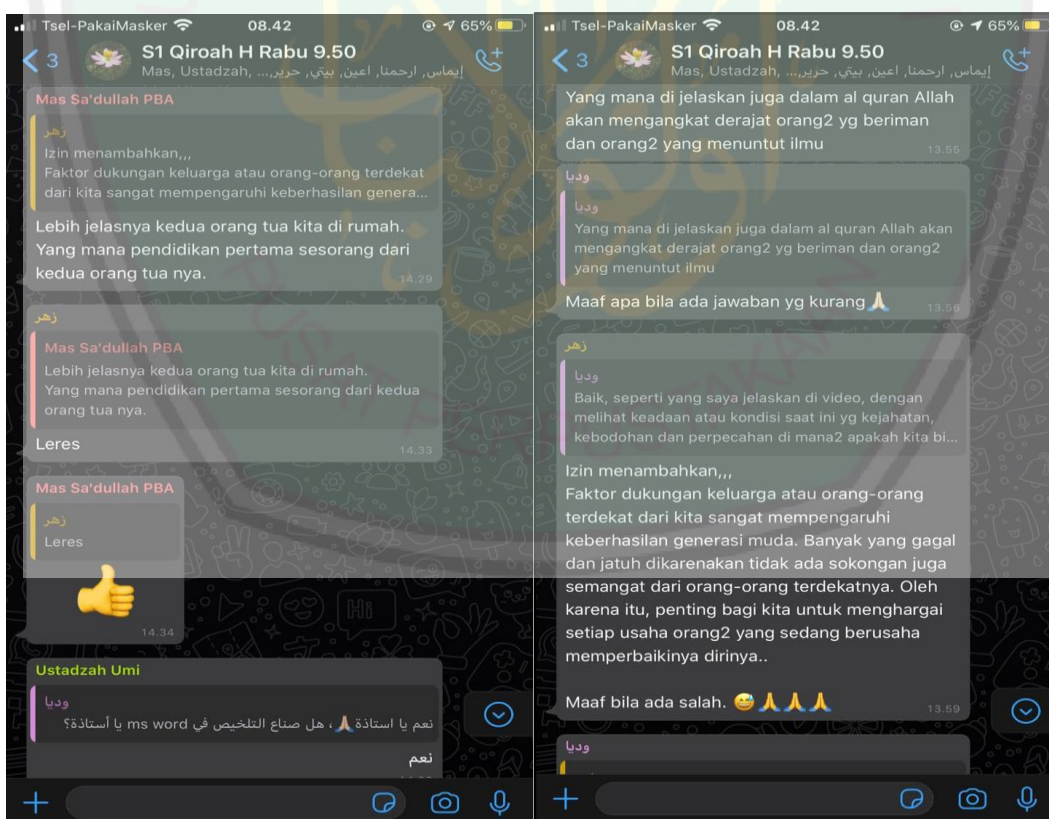 Tsel-PakaiMasker 08.42 65%
3 S1 Qiroah H Rabu 9.50
Mas, Ustadzah, ...,إيماس, ارحمنا, اعين, بيتي, حرير
Mas Sa'dullah PBA
زهر
Izin menambahkan,,,
Faktor dukungan keluarga atau orang-orang terdekat
dari kita sangat mempengaruhi keberhasilan genera...
Lebih jelasnya kedua orang tua kita di rumah.
Yang mana pendidikan pertama sesorang dari
kedua orang tua nya.
14.29
زهر
Mas Sa'dullah PBA
Lebih jelasnya kedua orang tua kita di rumah.
Yang mana pendidikan pertama sesorang dari kedua
orang tua nya.
Leres
14.33
Mas Sa'dullah PBA
زهر
Leres
👍
14.34
Ustadzah Umi
وديا
نعم يا استاذة🙏🏼 ، هل صناع التلخيص في ms word يا أستاذة؟
نعم
Tsel-PakaiMasker 08.42 65%
3 S1 Qiroah H Rabu 9.50
Mas, Ustadzah, ...,إيماس, ارحمنا, اعين, بيتي, حرير
Yang mana di jelaskan juga dalam al quran Allah
akan mengangkat derajat orang2 yg beriman
dan orang2 yang menuntut ilmu
13.55
وديا
وديا
Yang mana di jelaskan juga dalam al quran Allah akan
mengangkat derajat orang2 yg beriman dan orang2
yang menuntut ilmu
Maaf apa bila ada jawaban yg kurang🙏🏼
13.56
زهر
وديا
Baik, seperti yang saya jelaskan di video, dengan
melihat keadaan atau kondisi saat ini yg kejahatan,
kebodohan dan perpecahan di mana2 apakah kita bi...
Izin menambahkan,,,
Faktor dukungan keluarga atau orang-orang
terdekat dari kita sangat mempengaruhi
keberhasilan generasi muda. Banyak yang gagal
dan jatuh dikarenakan tidak ada sokongan juga
semangat dari orang-orang terdekatnya. Oleh
karena itu, penting bagi kita untuk menghargai
setiap usaha orang2 yang sedang berusaha
memperbaikinya dirinya..
Maaf bila ada salah. 😅🙏🙏🙏
13.59
وديا